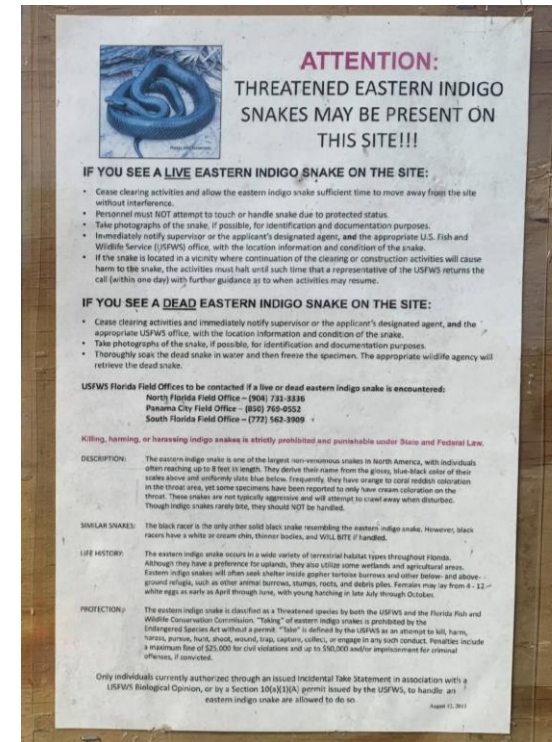 ATTENTION:
THREATENED EASTERN INDIGO
SNAKES MAY BE PRESENT ON
THIS SITE!!!
IF YOU SEE A LIVE EASTERN INDIGO SNAKE ON THE SITE:
• Cease clearing activities and allow the eastern indigo snake sufficient time to move away from the site
without interference.
• Personnel must NOT attempt to touch or handle snake due to protected status.
• Take photographs of the snake, if possible, for identification and documentation purposes.
• Immediately notify supervisor or the applicant's designated agent, and the appropriate U.S. Fish and
Wildlife Service (USFWS) office, with the location information and condition of the snake.
• If the snake is located in a vicinity where continuation of the clearing or construction activities will cause
harm to the snake, the activities must halt until such time that a representative of the USFWS returns the
call (within one day) with further guidance as to when activities may resume.
IF YOU SEE A DEAD EASTERN INDIGO SNAKE ON THE SITE:
• Cease clearing activities and immediately notify supervisor or the applicant's designated agent, and the
appropriate USFWS office, with the location information and condition of the snake.
• Take photographs of the snake, if possible, for identification and documentation purposes.
• Thoroughly soak the dead snake in water and then freeze the specimen. The appropriate wildlife agency will
retrieve the dead snake.
USFWS Florida Field Offices to be contacted if a live or dead eastern indigo snake is encountered:
North Florida Field Office – (904) 731-3336
Panama City Field Office – (850) 769-0552
South Florida Field Office – (772) 562-3909
Killing, harming, or harassing indigo snakes is strictly prohibited and punishable under State and Federal Law.
DESCRIPTION: The eastern indigo snake is one of the largest non-venomous snakes in North America, with individuals
often reaching up to 8 feet in length. They derive their name from the glossy, blue-black color of their
scales above and uniformly slate blue below. Frequently, they have orange to coral reddish coloration
in the throat area, yet some specimens have been reported to only have cream coloration on the
throat. These snakes are not typically aggressive and will attempt to crawl away when disturbed.
Though indigo snakes rarely bite, they should NOT be handled.
SIMILAR SNAKES: The black racer is the only other solid black snake resembling the eastern indigo snake. However, black
racers have a white or cream chin, thinner bodies, and WILL BITE if handled.
LIFE HISTORY: The eastern indigo snake occurs in a wide variety of terrestrial habitat types throughout Florida.
Although they have a preference for uplands, they also utilize some wetlands and agricultural areas.
Eastern indigo snakes will often seek shelter inside gopher tortoise burrows and other below- and above-
ground refugia, such as other animal burrows, stumps, roots, and debris piles. Females may lay from 4 - 12
white eggs as early as April through June, with young hatching in late July through October.
PROTECTION: The eastern indigo snake is classified as a Threatened species by both the USFWS and the Florida Fish and
Wildlife Conservation Commission. "Taking" of eastern indigo snakes is prohibited by the
Endangered Species Act without a permit. "Take" is defined by the USFWS as an attempt to kill, harm,
harass, pursue, hunt, shoot, wound, trap, capture, collect, or engage in any such conduct. Penalties include
a maximum fine of $25,000 for civil violations and up to $50,000 and/or imprisonment for criminal
offenses, if convicted.
Only individuals currently authorized through an issued Incidental Take Statement in association with a
USFWS Biological Opinion, or by a Section 10(a)(1)(A) permit issued by the USFWS, to handle an
eastern indigo snake are allowed to do so.